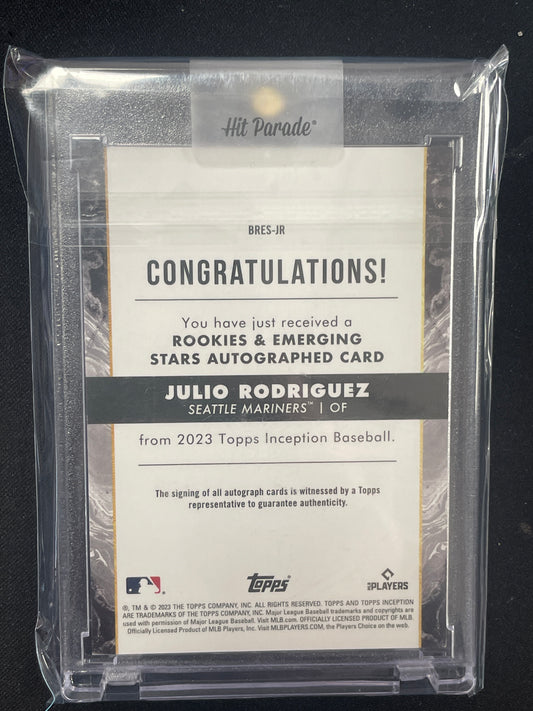 Hit Parade®
BRES-JR
CONGRATULATIONS!
You have just received a
ROOKIES & EMERGING
STARS AUTOGRAPHED CARD
JULIO RODRIGUEZ
SEATTLE MARINERS™ | OF
from 2023 Topps Inception Baseball.
The signing of all autograph cards is witnessed by a Topps
representative to guarantee authenticity.
Topps®
MLB PLAYERS
®, TM & © 2023 THE TOPPS COMPANY, INC. ALL RIGHTS RESERVED. TOPPS AND TOPPS INCEPTION
ARE TRADEMARKS OF THE TOPPS COMPANY, INC. Major League Baseball trademarks and copyrights are
used with permission of Major League Baseball. Visit MLB.com. OFFICIALLY LICENSED PRODUCT OF MLB
Officially Licensed Product of MLB Players, Inc. Visit MLBPLAYERS.COM, the Players Choice on the web.